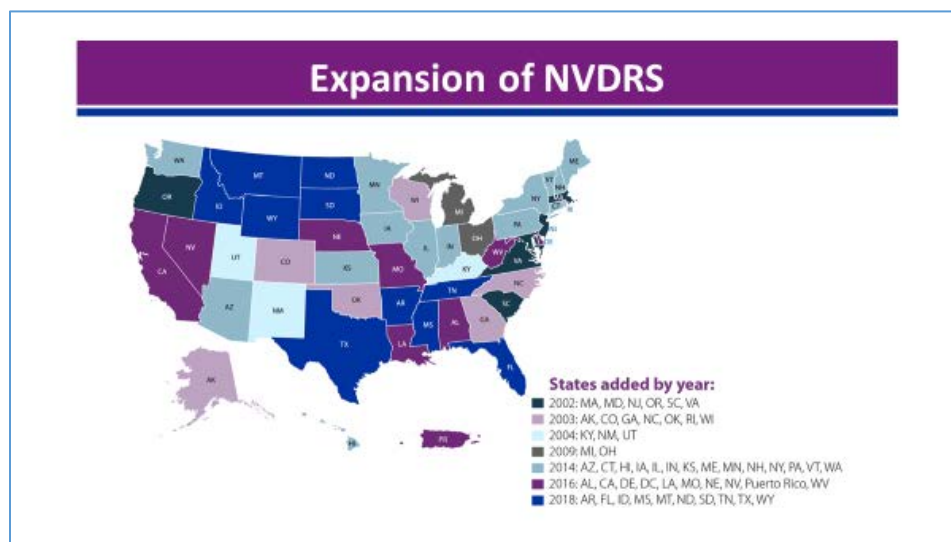 Expansion of NVDRS
WA
MT
ND
MN
ME
VT
NH
OR
ID
SD
WI
NY
MI
WY
IA
PA
NE
NV
IL
IN
OH
UT
CO
WV
VA
CA
KS
MO
KY
NC
TN
AZ
NM
OK
AR
SC
MS
AL
GA
TX
LA
FL
AK
HI
PR
States added by year:
2002: MA, MD, NJ, OR, SC, VA
2003: AK, CO, GA, NC, OK, RI, WI
2004: KY, NM, UT
2009: MI, OH
2014: AZ, CT, HI, IA, IL, IN, KS, ME, MN, NH, NY, PA, VT, WA
2016: AL, CA, DE, DC, LA, MO, NE, NV, Puerto Rico, WV
2018: AR, FL, ID, MS, MT, ND, SD, TN, TX, WY